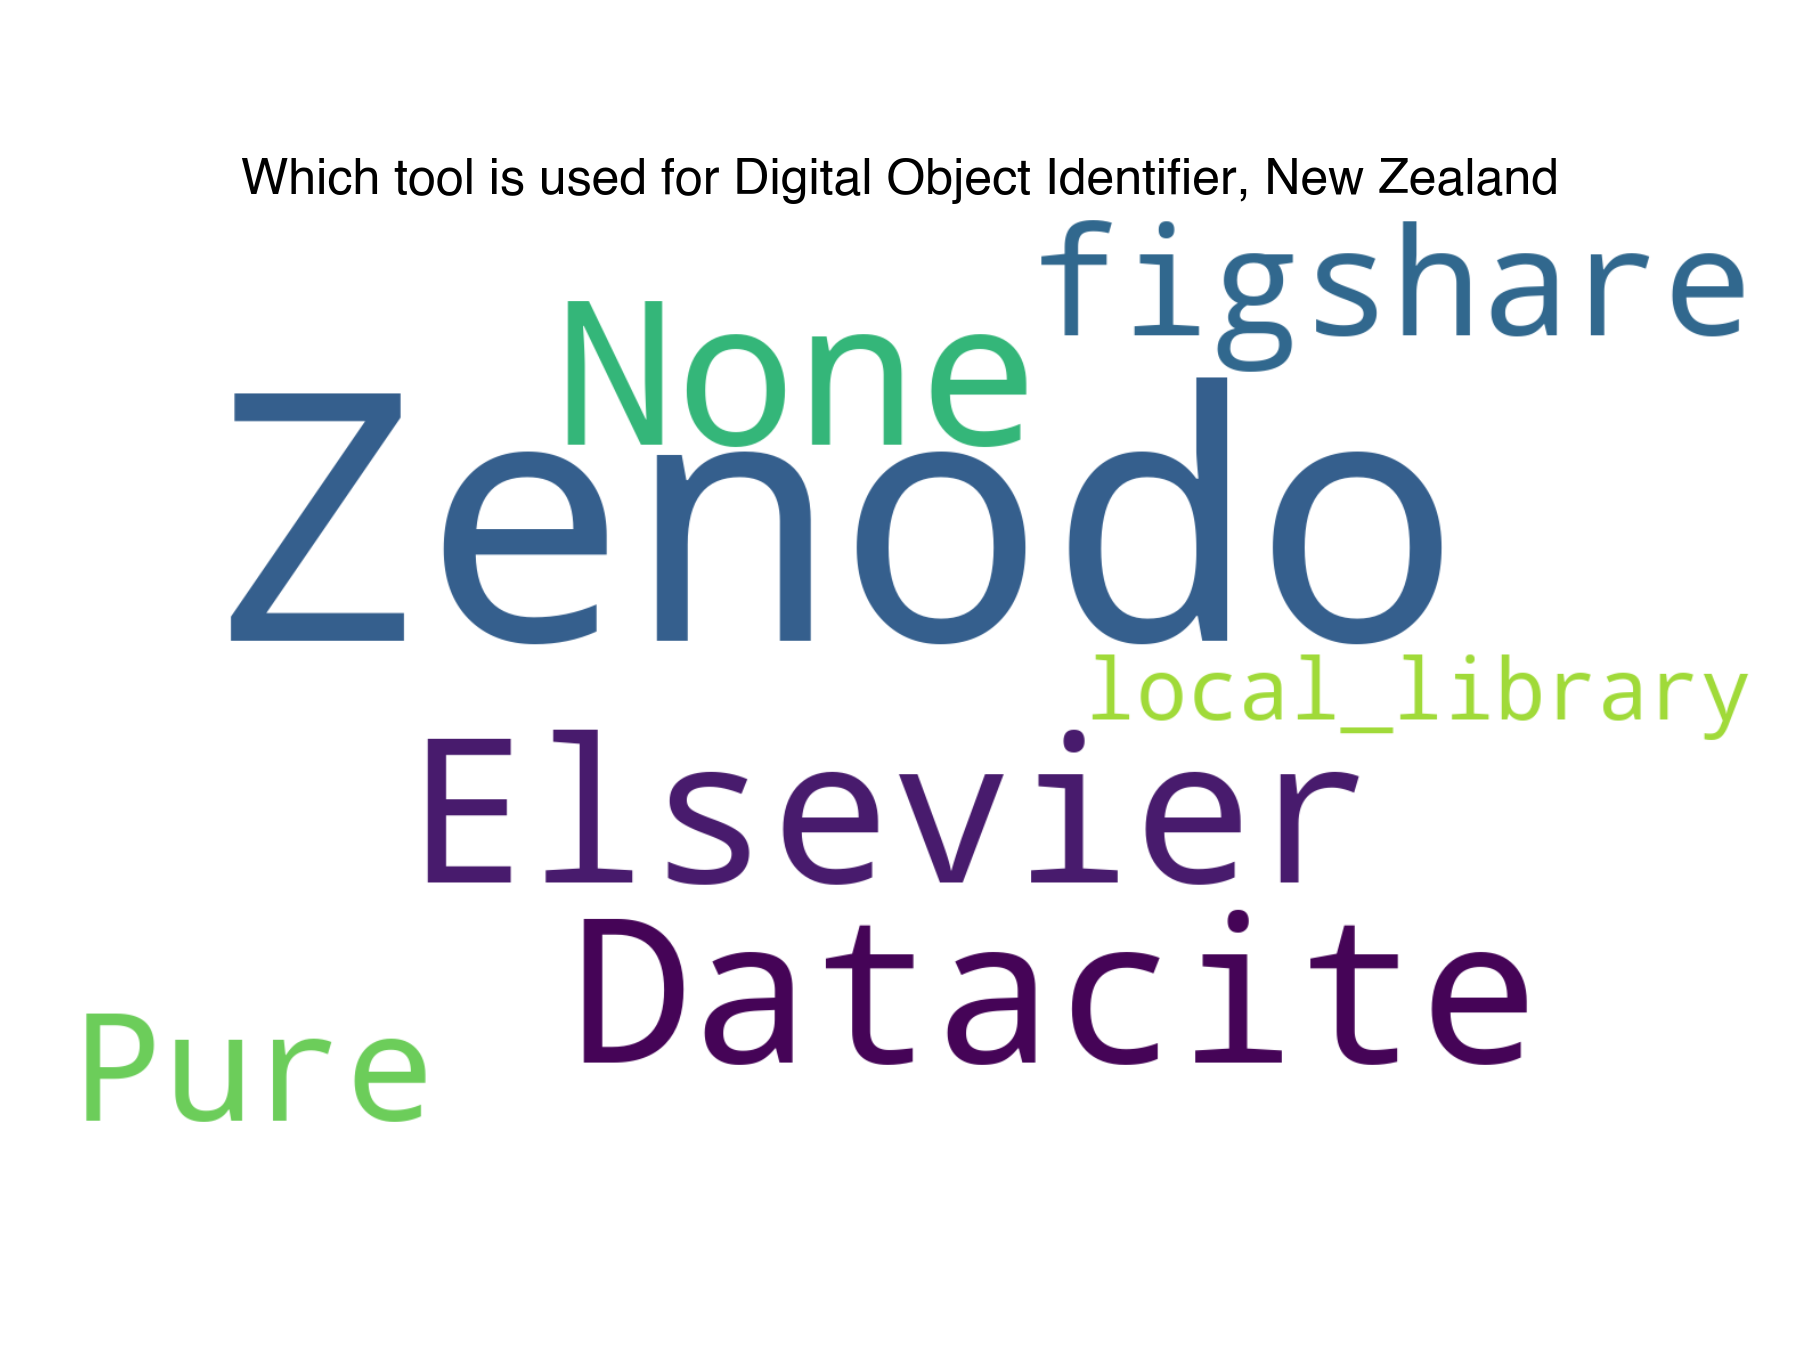 Which tool is used for Digital Object Identifier, New Zealand
figshare
None
Zenodo
local_library
Elsevier
Datacite
Pure